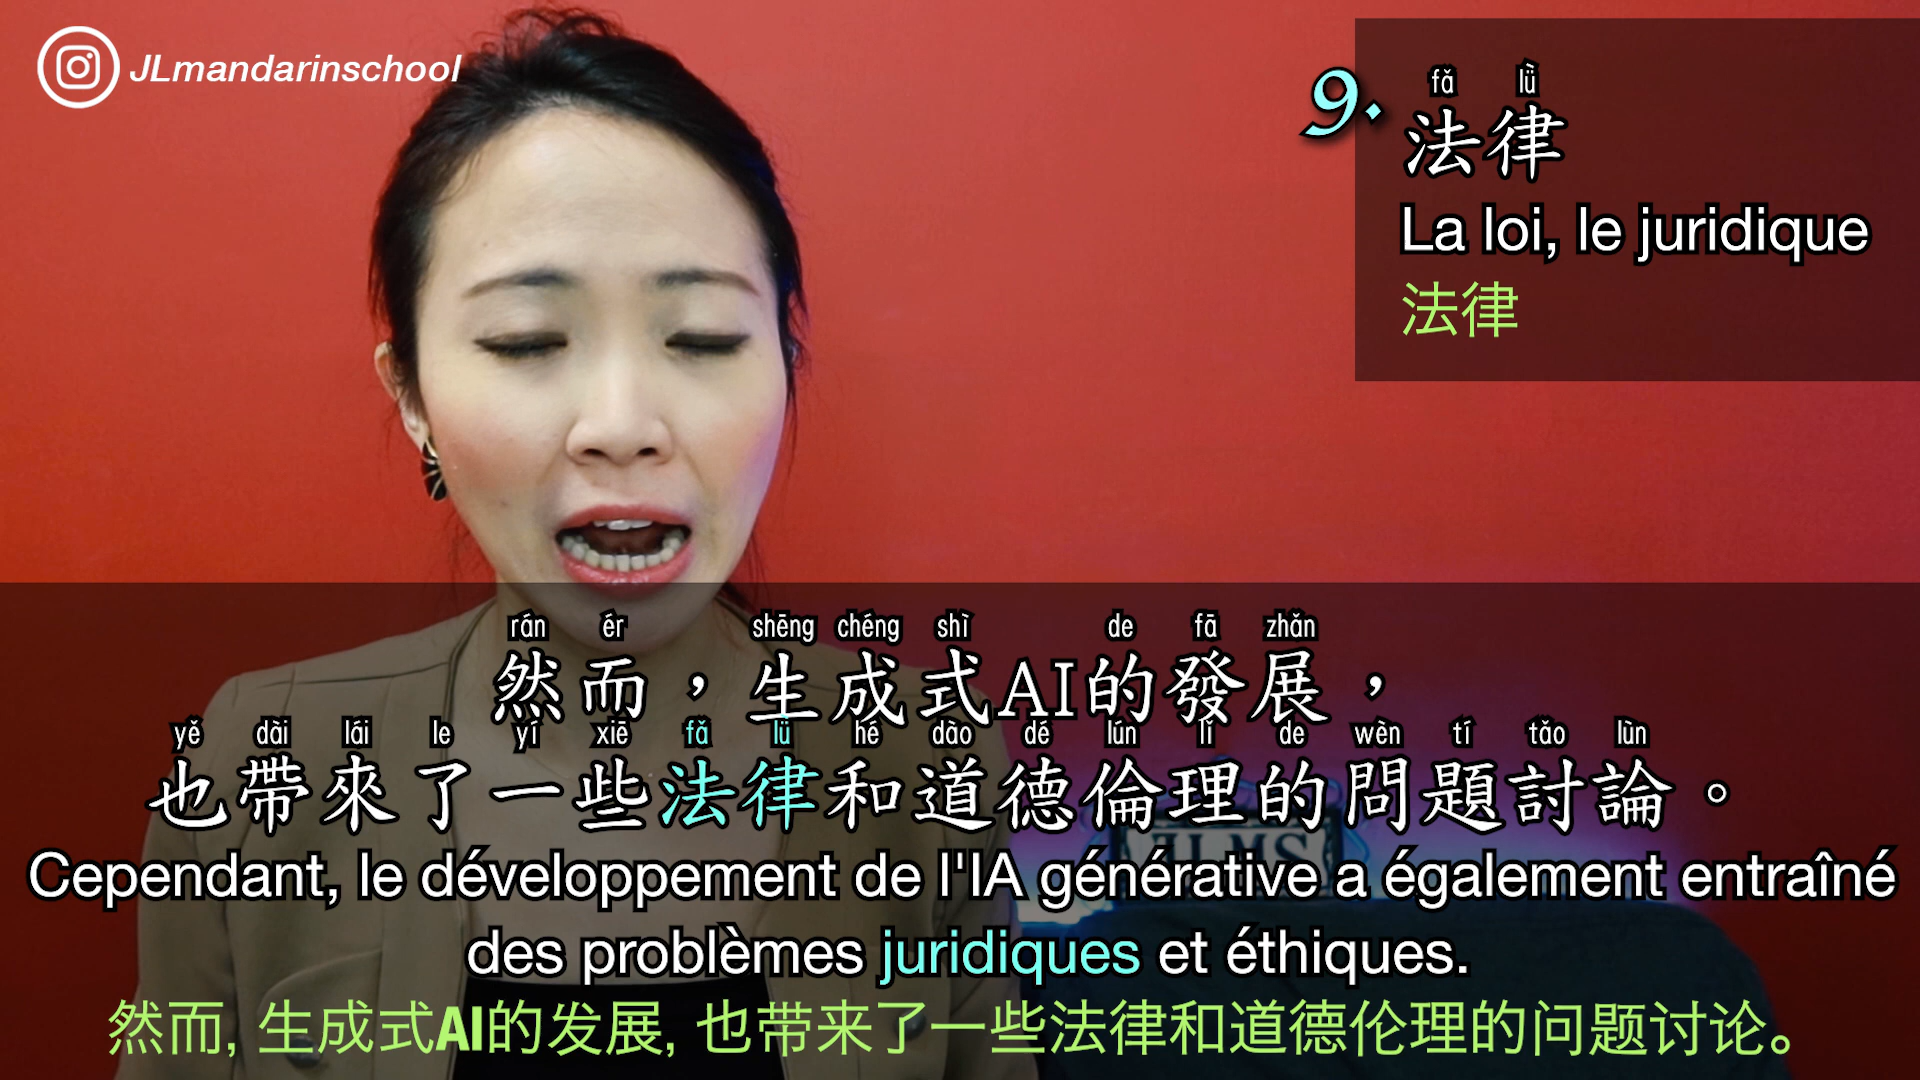 JLmandarinschool
9.
fǎ lǜ
法律
La loi, le juridique
法律
rán ér shēng chéng shì de fā zhǎn
然而，生成式AI的發展，
yě dài lái le yí xiē fǎ lǜ hé dào dé lún lǐ de wèn tí tǎo lùn
也帶來了一些法律和道德倫理的問題討論。
Cependant, le développement de l'IA générative a également entraîné
des problèmes juridiques et éthiques.
然而, 生成式AI的发展, 也带来了一些法律和道德伦理的问题讨论。
JLMS